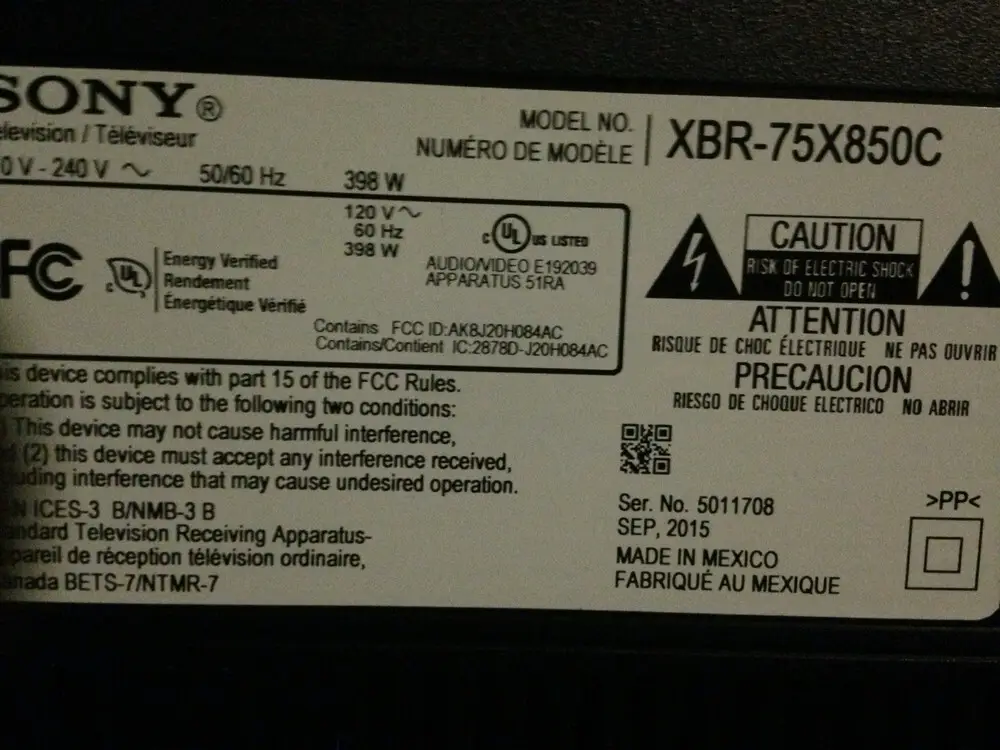 SONY®
elevision / Téléviseur
0 V - 240 V ~ 50/60 Hz 398 W
MODEL NO.
NUMÉRO DE MODÈLE
XBR-75X850C
120 V~
60 Hz
398 W
c UL US LISTED
AUDIO/VIDEO E192039
APPARATUS 51RA
FC
c UL
Energy Verified
Rendement
Énergétique Vérifié
Contains FCC ID:AK8J20H084AC
Contains/Contient IC:2878D-J20H084AC
is device complies with part 15 of the FCC Rules.
peration is subject to the following two conditions:
) This device may not cause harmful interference,
d (2) this device must accept any interference received,
uding interference that may cause undesired operation.
N ICES-3 B/NMB-3 B
andard Television Receiving Apparatus-
pareil de réception télévision ordinaire,
anada BETS-7/NTMR-7
CAUTION
RISK OF ELECTRIC SHOCK
DO NOT OPEN
ATTENTION
RISQUE DE CHOC ÉLECTRIQUE NE PAS OUVRIR
PRECAUCION
RIESGO DE CHOQUE ELECTRICO NO ABRIR
Ser. No. 5011708
SEP, 2015
MADE IN MEXICO
FABRIQUÉ AU MEXIQUE
>PP<